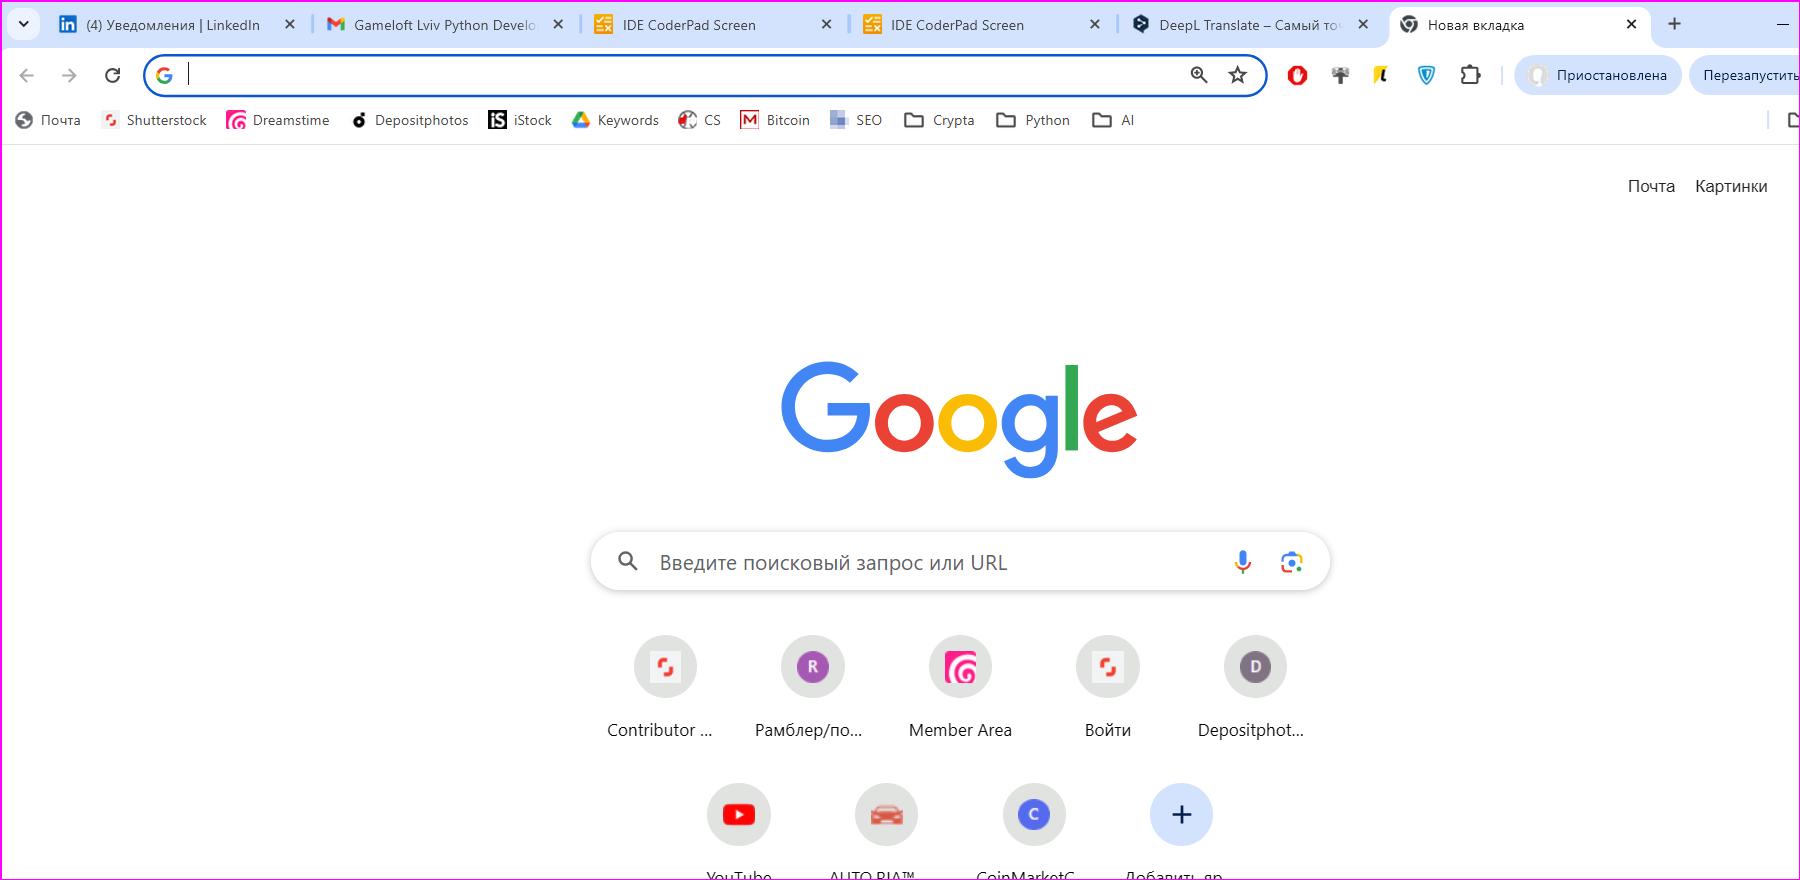 (4) Уведомления | LinkedIn
Gameloft Lviv Python Develo
IDE CoderPad Screen
IDE CoderPad Screen
DeepL Translate – Самый то
Новая вкладка
Приостановлена
Перезапустить
Почта
Shutterstock
Dreamstime
Depositphotos
iS iStock
Keywords
CS
M Bitcoin
SEO
Crypta
Python
AI
Почта Картинки
Google
Введите поисковый запрос или URL
R
D
Contributor ...
Рамблер/по...
Member Area
Войти
Depositphot...
C
YouTube
AUTO.RIA™
CoinMarketC
Добавить яр